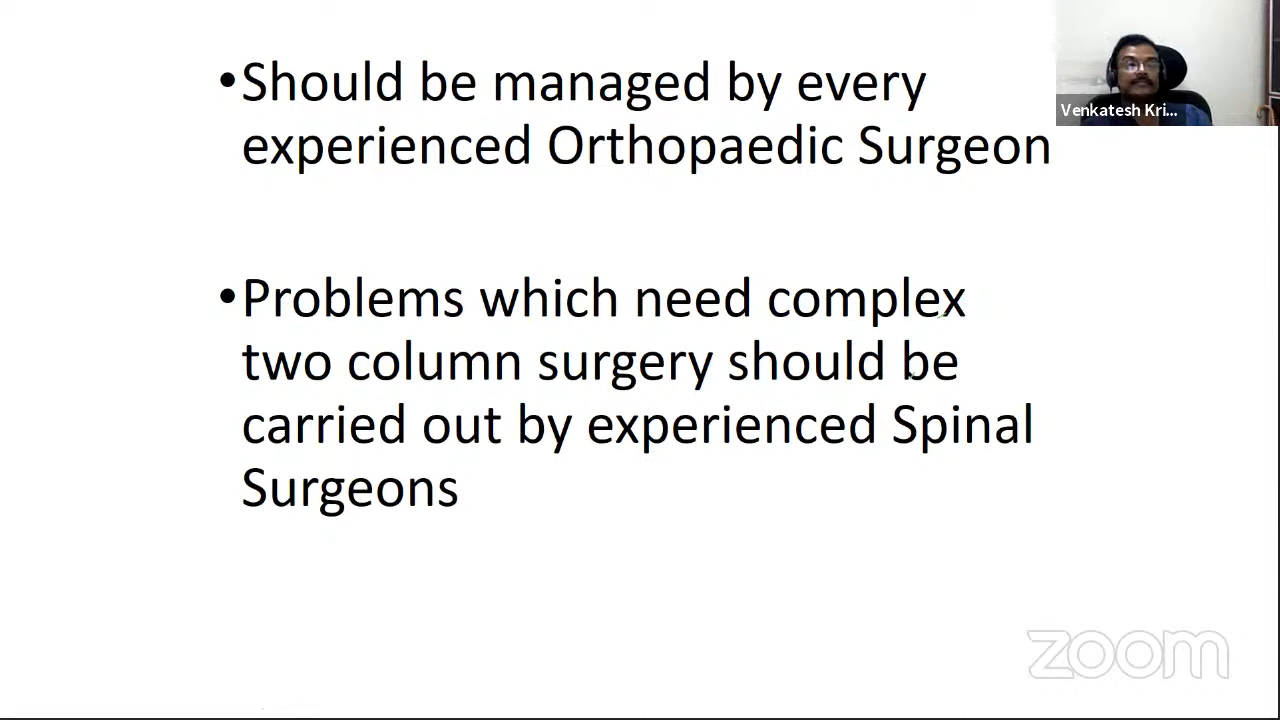 •Should be managed by every
experienced Orthopaedic Surgeon
•Problems which need complex
two column surgery should be
carried out by experienced Spinal
Surgeons
Venkatesh Kri...
zoom